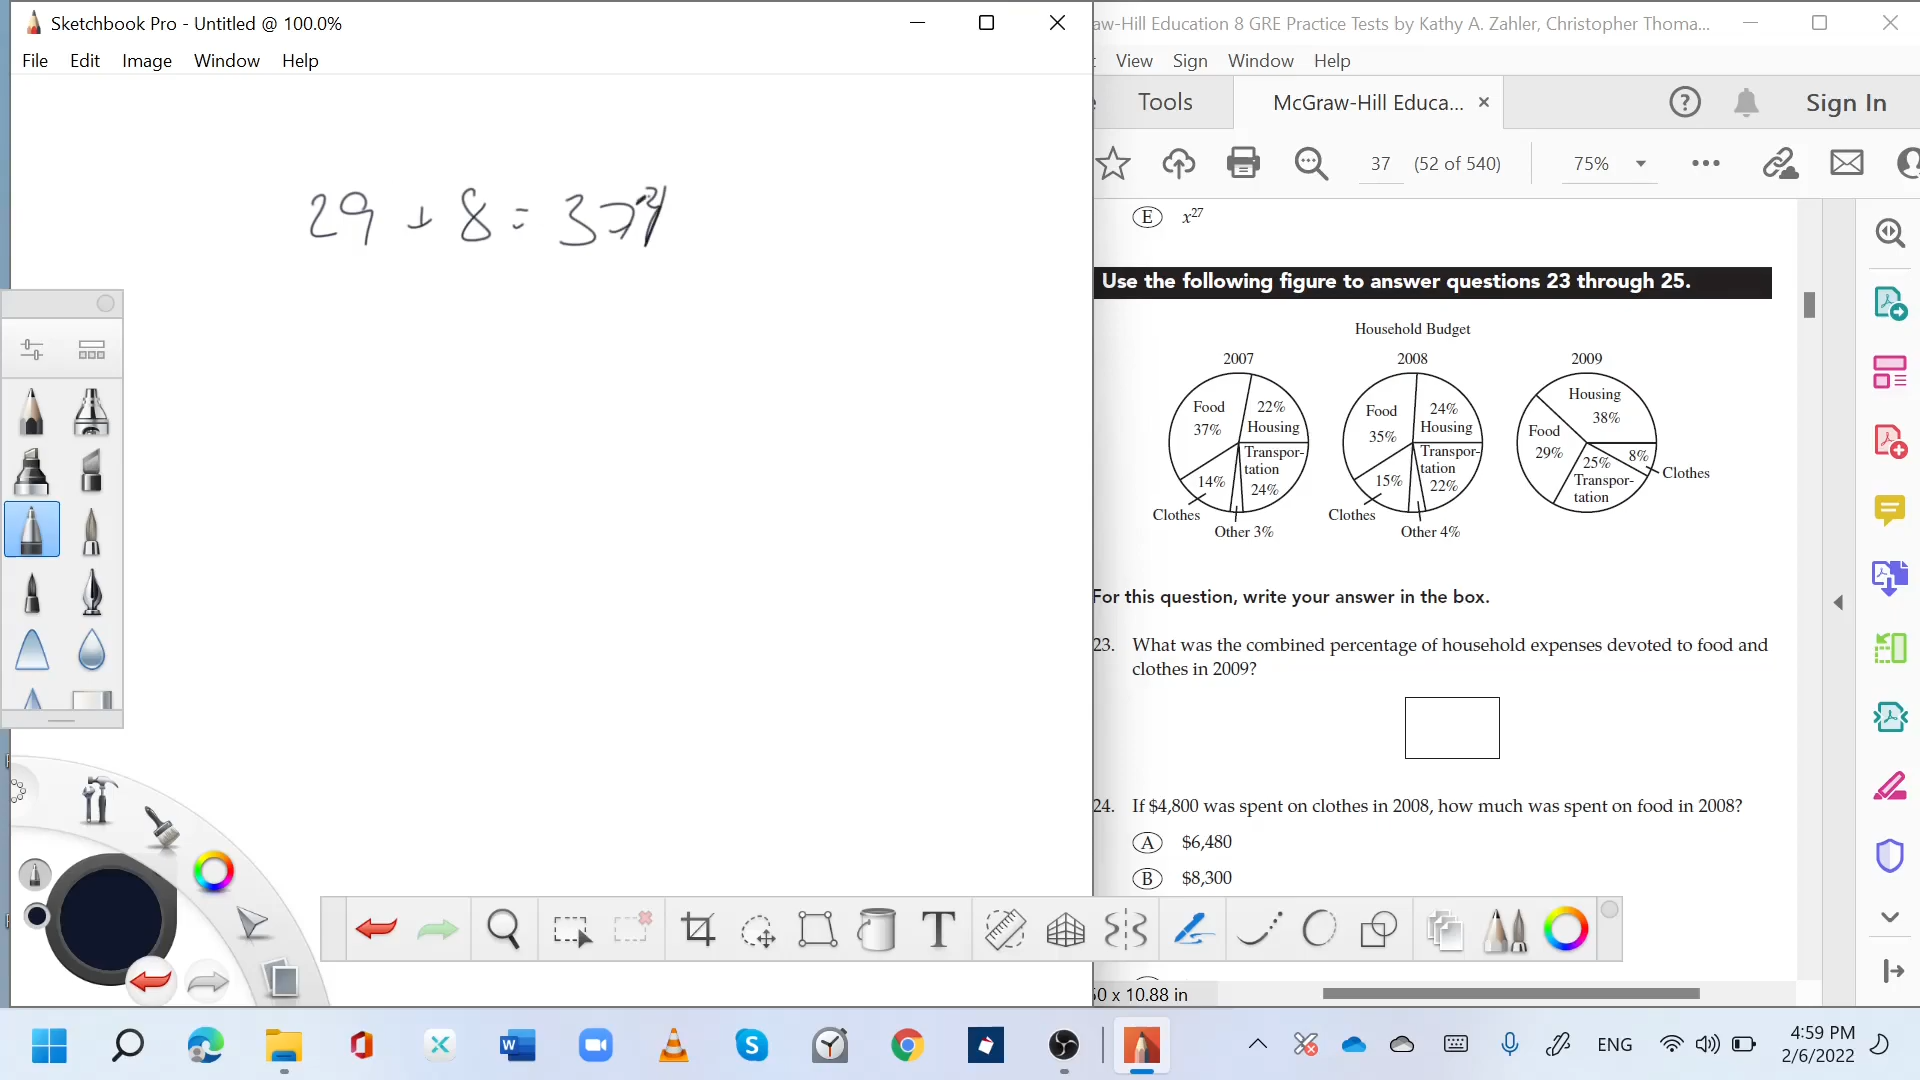 Sketchbook Pro - Untitled @ 100.0%
aw-Hill Education 8 GRE Practice Tests by Kathy A. Zahler, Christopher Thoma...
File Edit Image Window Help
View Sign Window Help
Tools McGraw-Hill Educa... × Sign In
37 (52 of 540) 75%
29 + 8 = 37%
E x²⁷
Use the following figure to answer questions 23 through 25.
Household Budget
2007 2008 2009
Food 37%
22% Housing
Transpor-
tation
24%
14%
Clothes
Other 3%
Food 35%
24% Housing
Transpor-
tation
22%
15%
Clothes
Other 4%
Housing
38%
Food
29%
25%
Transpor-
tation
8%
Clothes
For this question, write your answer in the box.
23. What was the combined percentage of household expenses devoted to food and
clothes in 2009?
24. If $4,800 was spent on clothes in 2008, how much was spent on food in 2008?
A $6,480
B $8,300
T
0 x 10.88 in
ENG
4:59 PM
2/6/2022